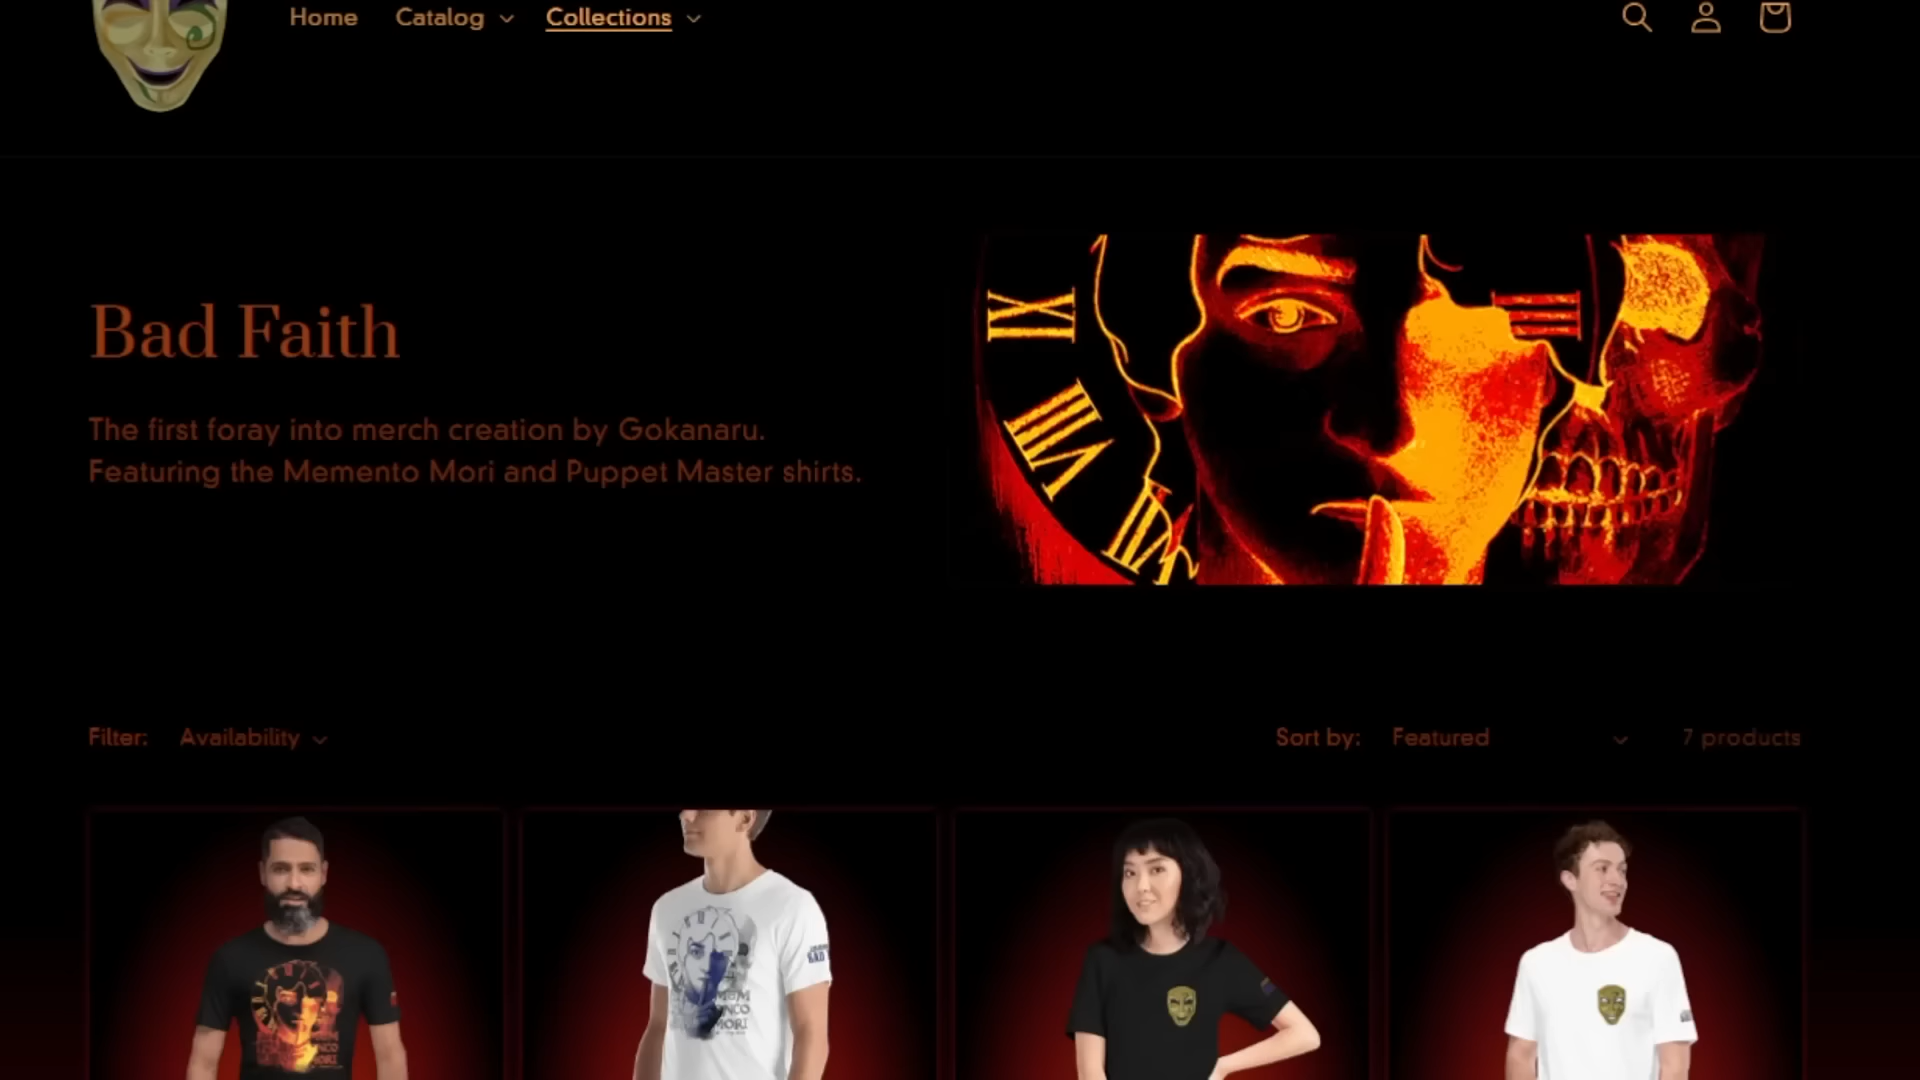 Home
Catalog
Collections
Bad Faith
The first foray into merch creation by Gokanaru.
Featuring the Memento Mori and Puppet Master shirts.
Filter:
Availability
Sort by:
Featured
7 products